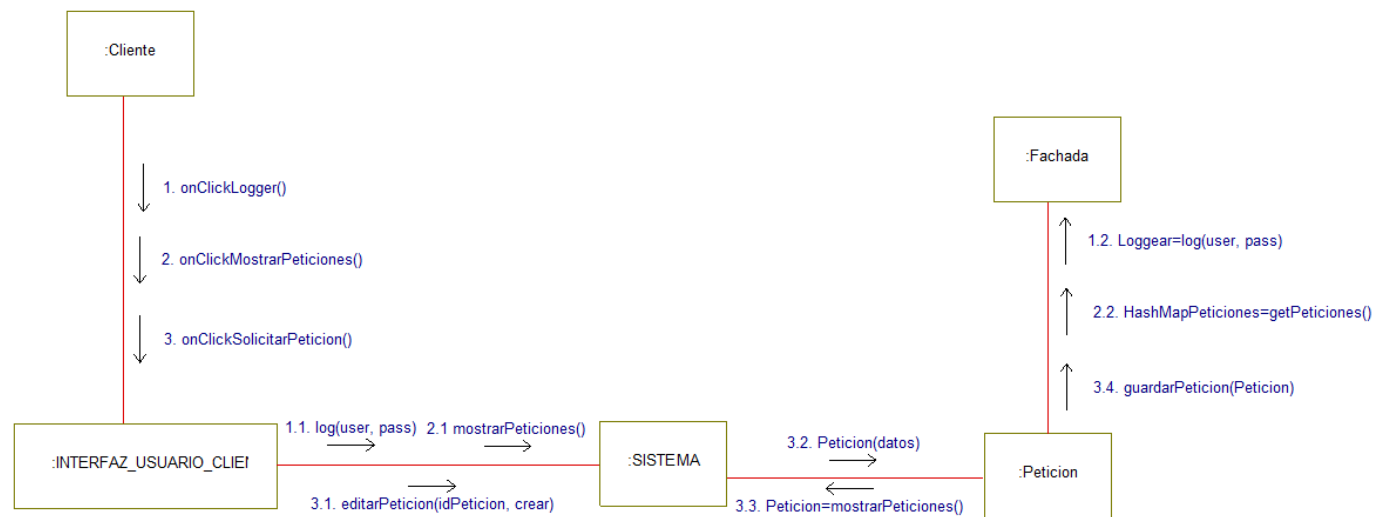 :Cliente
:Fachada
1. onClickLogger()
2. onClickMostrarPeticiones()
3. onClickSolicitarPeticion()
1.2. Loggear=log(user, pass)
2.2. HashMapPeticiones=getPeticiones()
3.4. guardarPeticion(Peticion)
:INTERFAZ_USUARIO_CLIEN
1.1. log(user, pass)
2.1 mostrarPeticiones()
3.1. editarPeticion(idPeticion, crear)
:SISTEMA
3.2. Peticion(datos)
3.3. Peticion=mostrarPeticiones()
:Peticion